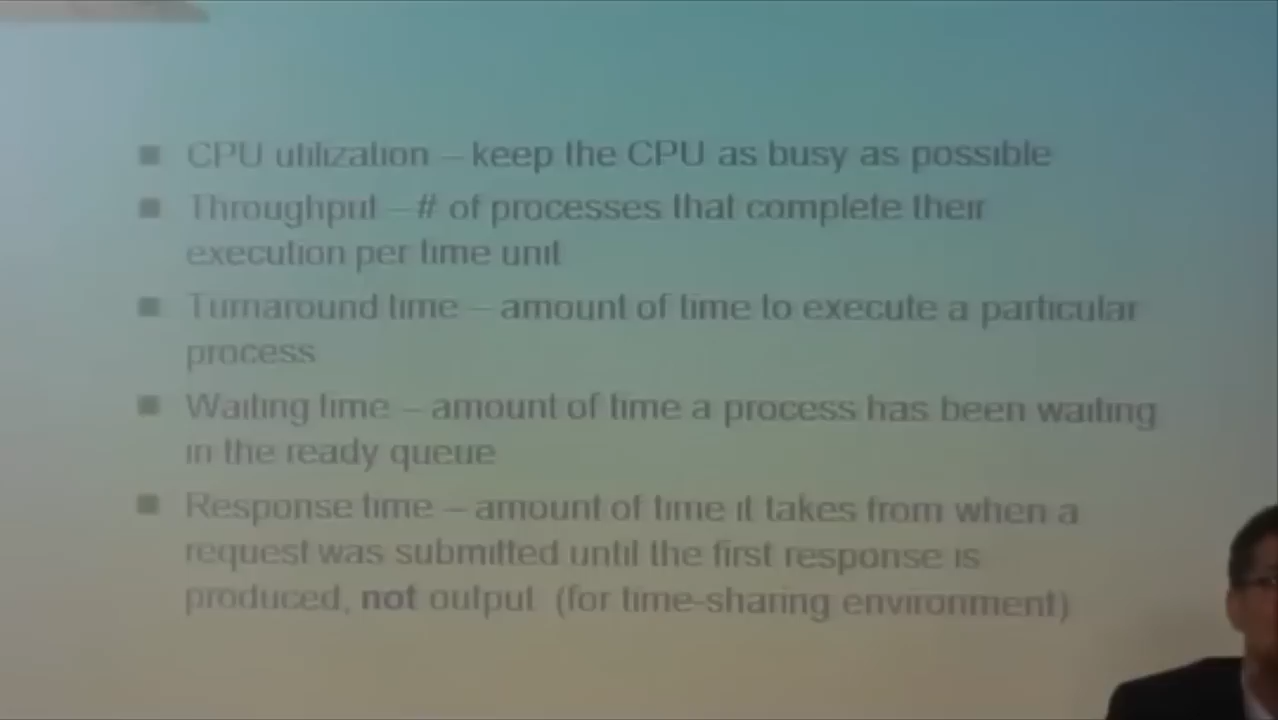 CPU utilization – keep the CPU as busy as possible
Throughput – # of processes that complete their
execution per time unit
Turnaround time – amount of time to execute a particular
process
Waiting time – amount of time a process has been waiting
in the ready queue
Response time – amount of time it takes from when a
request was submitted until the first response is
produced, not output (for time-sharing environment)